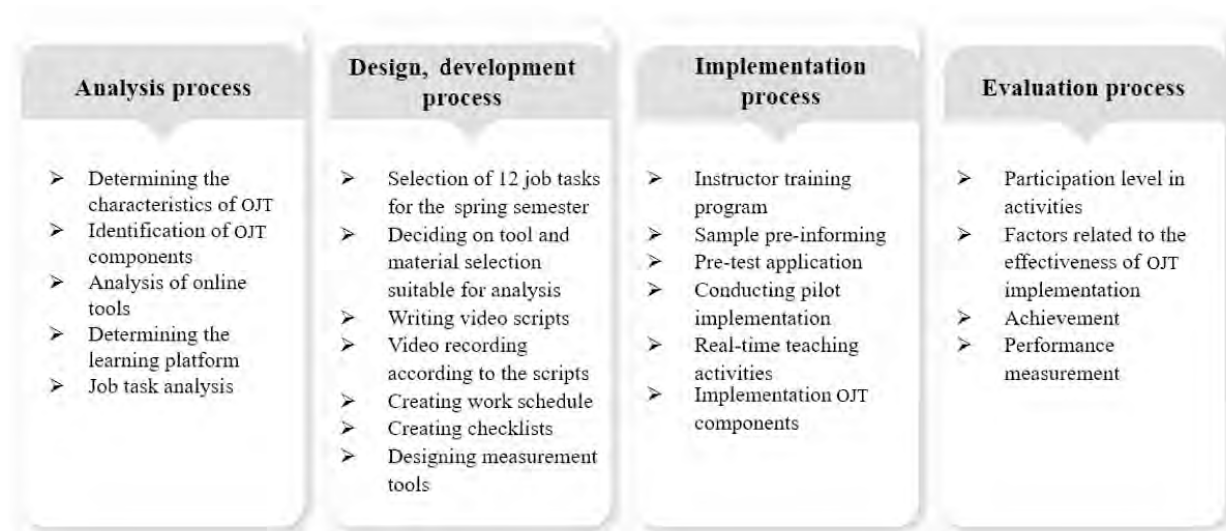 Analysis process
➢ Determining the
characteristics of OJT
➢ Identification of OJT
components
➢ Analysis of online
tools
➢ Determining the
learning platform
➢ Job task analysis
Design, development
process
➢ Selection of 12 job tasks
for the spring semester
➢ Deciding on tool and
material selection
suitable for analysis
➢ Writing video scripts
➢ Video recording
according to the scripts
➢ Creating work schedule
➢ Creating checklists
➢ Designing measurement
tools
Implementation
process
➢ Instructor training
program
➢ Sample pre-informing
➢ Pre-test application
➢ Conducting pilot
implementation
➢ Real-time teaching
activities
➢ Implementation OJT
components
Evaluation process
➢ Participation level in
activities
➢ Factors related to the
effectiveness of OJT
implementation
➢ Achievement
➢ Performance
measurement